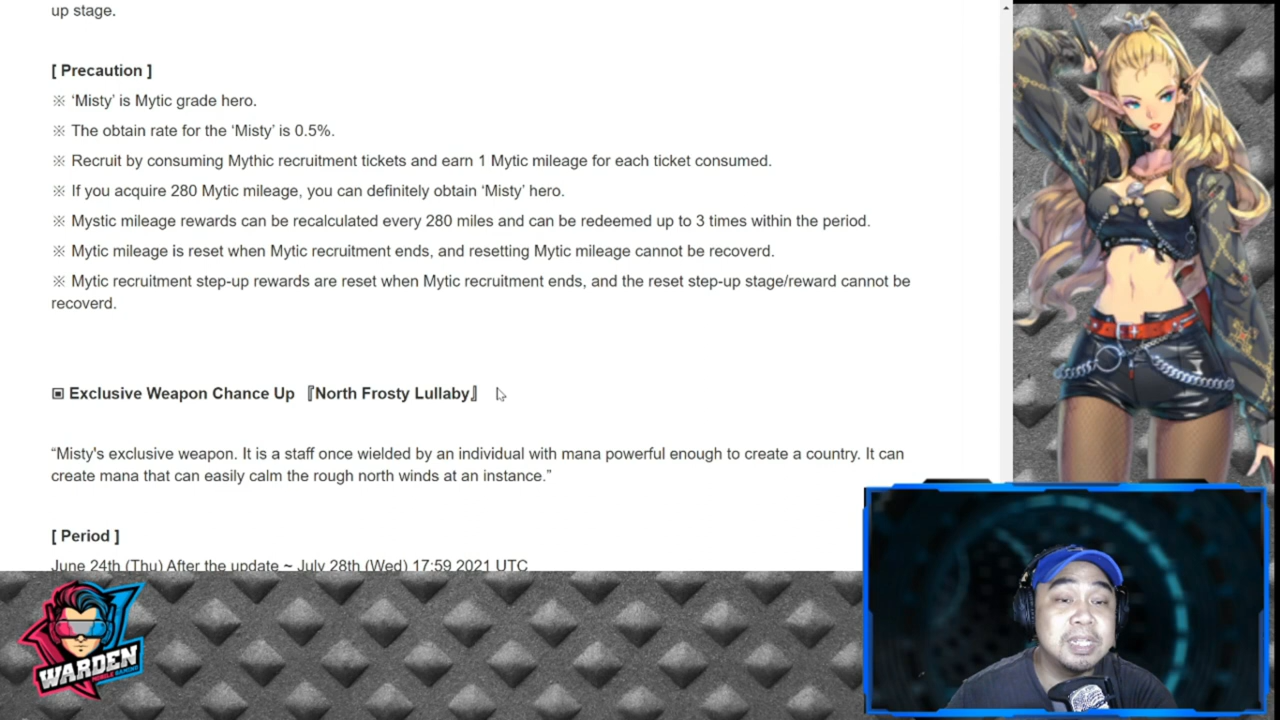 up stage.
[ Precaution ]
※ ‘Misty’ is Mytic grade hero.
※ The obtain rate for the ‘Misty’ is 0.5%.
※ Recruit by consuming Mythic recruitment tickets and earn 1 Mytic mileage for each ticket consumed.
※ If you acquire 280 Mytic mileage, you can definitely obtain ‘Misty’ hero.
※ Mystic mileage rewards can be recalculated every 280 miles and can be redeemed up to 3 times within the period.
※ Mytic mileage is reset when Mytic recruitment ends, and resetting Mytic mileage cannot be recoverd.
※ Mytic recruitment step-up rewards are reset when Mytic recruitment ends, and the reset step-up stage/reward cannot be
recoverd.
▣ Exclusive Weapon Chance Up 『North Frosty Lullaby』
“Misty's exclusive weapon. It is a staff once wielded by an individual with mana powerful enough to create a country. It can
create mana that can easily calm the rough north winds at an instance.”
[ Period ]
June 24th (Thu) After the update ~ July 28th (Wed) 17:59 2021 UTC
WARDEN
MOBILE GAMING